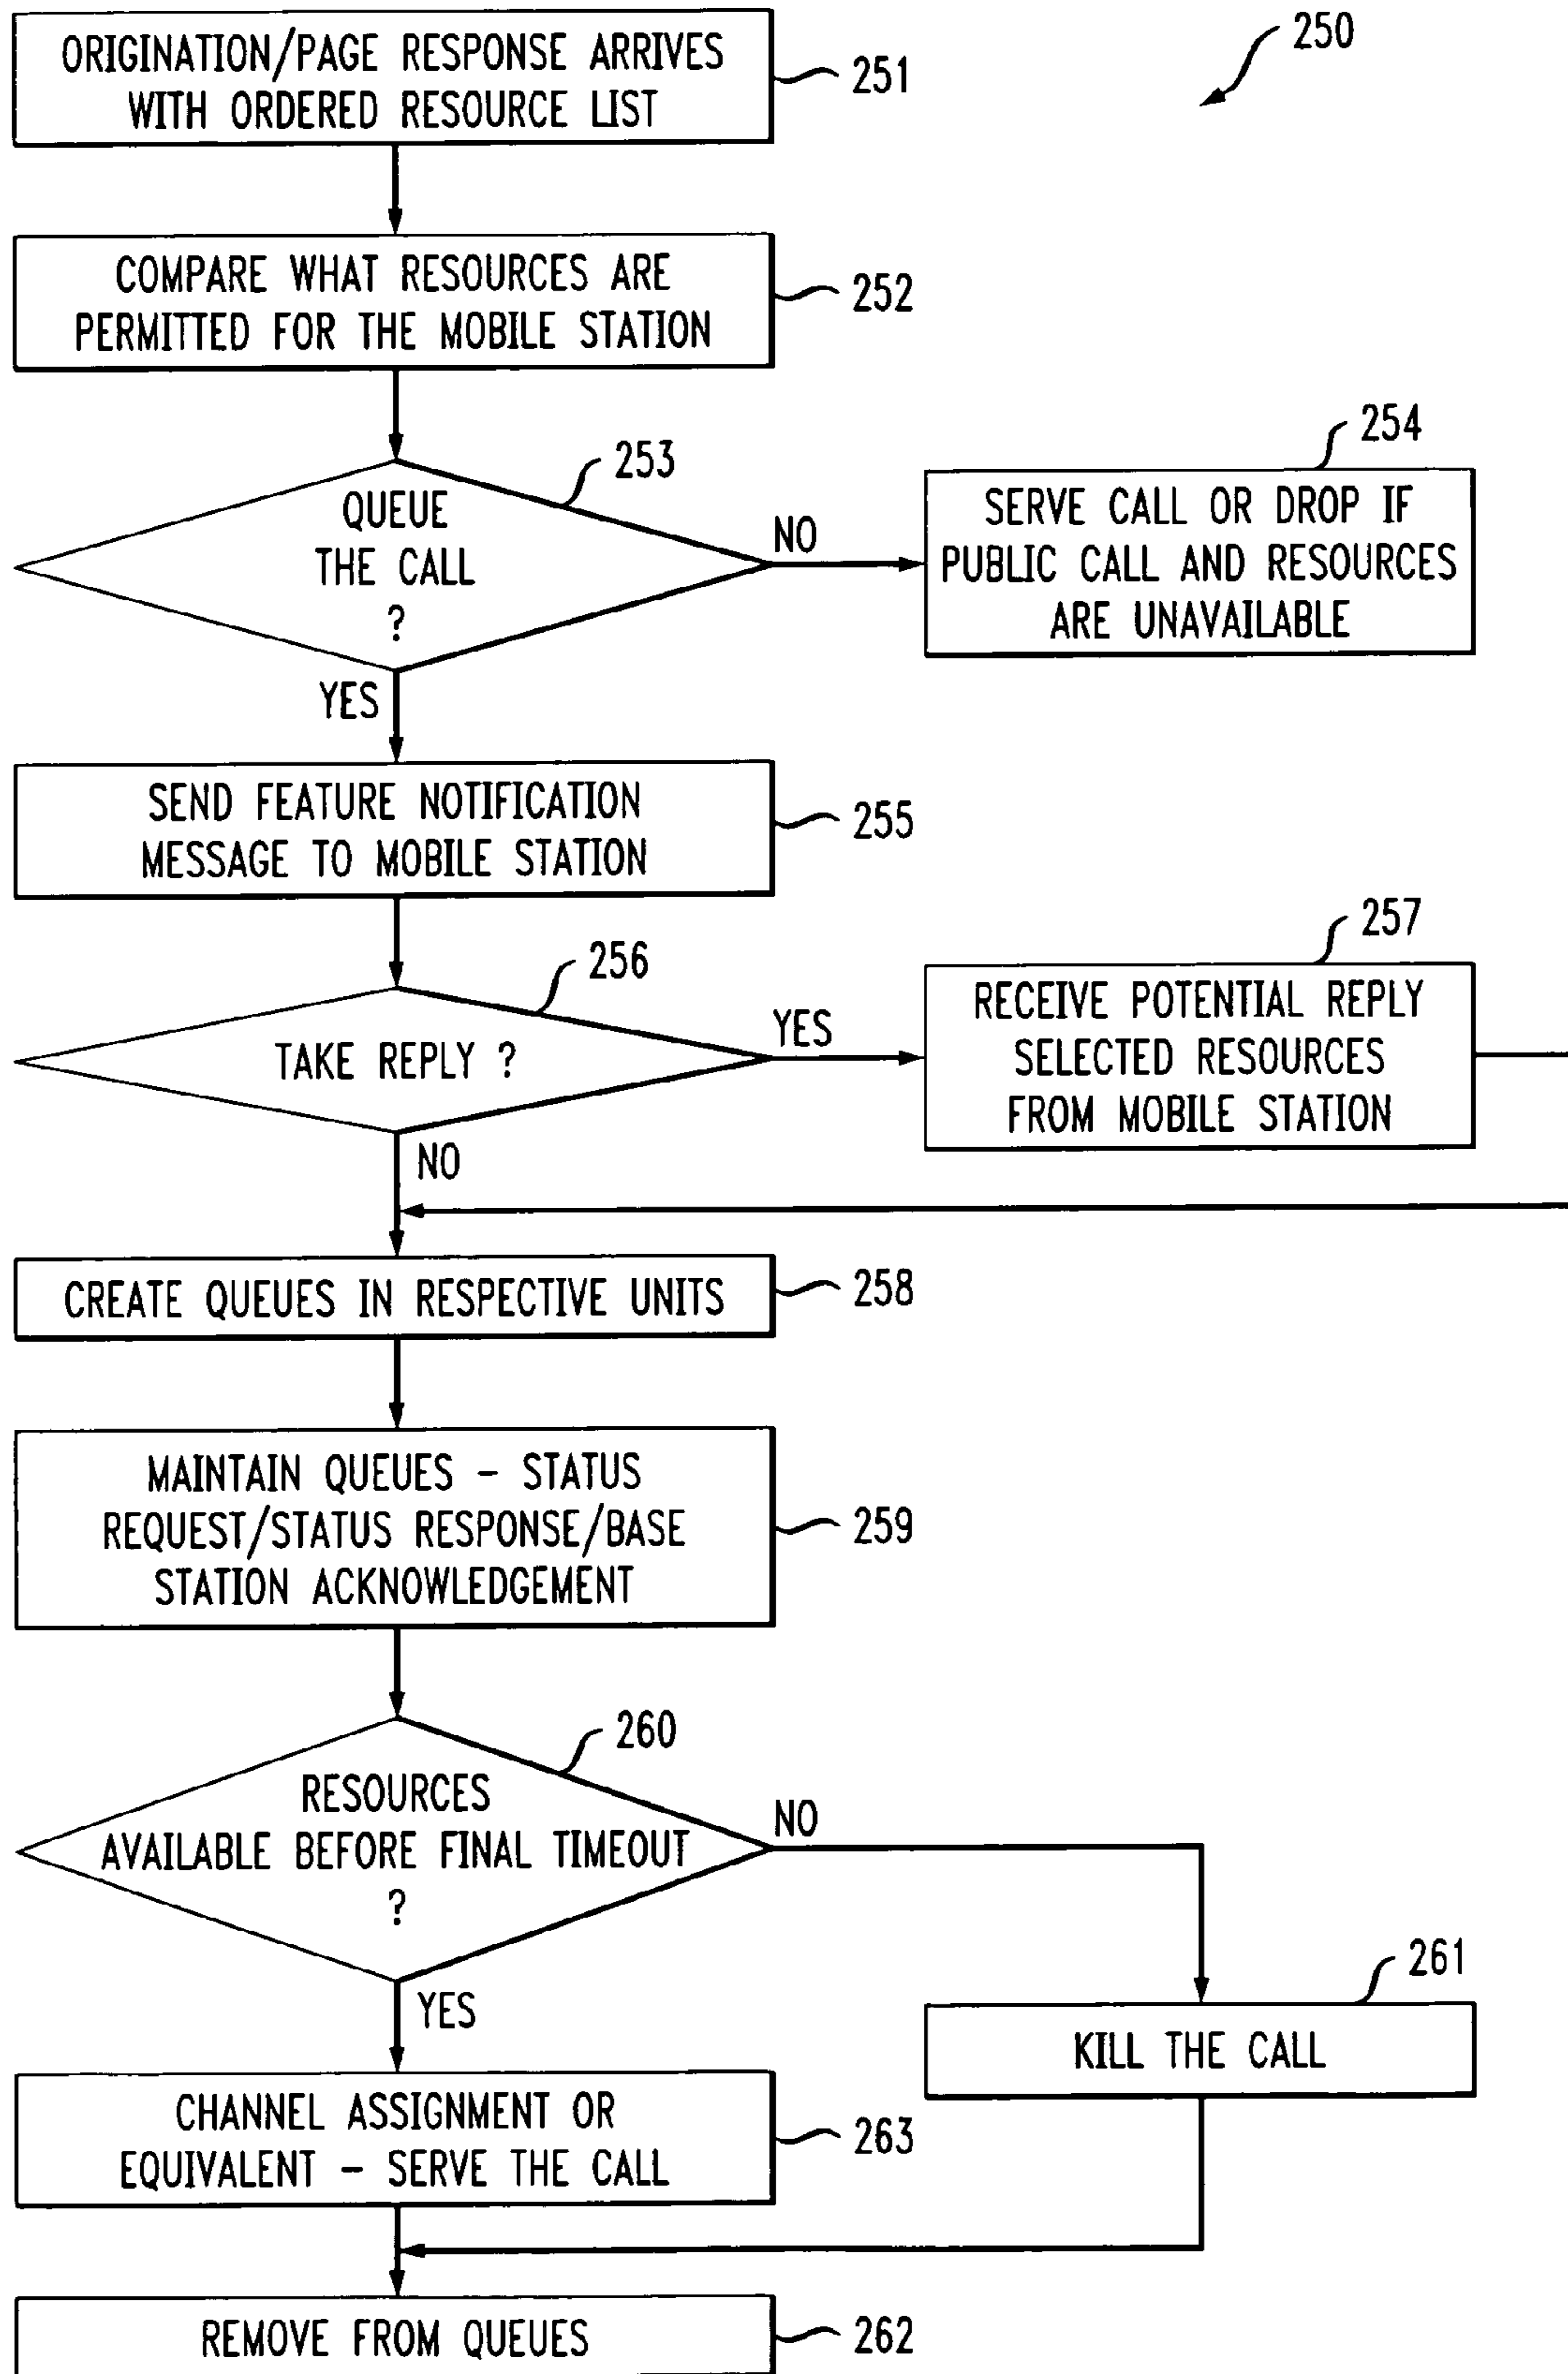 250
ORIGINATION/PAGE RESPONSE ARRIVES
WITH ORDERED RESOURCE LIST
251
COMPARE WHAT RESOURCES ARE
PERMITTED FOR THE MOBILE STATION
252
QUEUE
THE CALL
?
253
NO
SERVE CALL OR DROP IF
PUBLIC CALL AND RESOURCES
ARE UNAVAILABLE
254
YES
SEND FEATURE NOTIFICATION
MESSAGE TO MOBILE STATION
255
TAKE REPLY ?
256
YES
RECEIVE POTENTIAL REPLY
SELECTED RESOURCES
FROM MOBILE STATION
257
NO
CREATE QUEUES IN RESPECTIVE UNITS
258
MAINTAIN QUEUES – STATUS
REQUEST/STATUS RESPONSE/BASE
STATION ACKNOWLEDGEMENT
259
RESOURCES
AVAILABLE BEFORE FINAL TIMEOUT
?
260
NO
KILL THE CALL
261
YES
CHANNEL ASSIGNMENT OR
EQUIVALENT – SERVE THE CALL
263
REMOVE FROM QUEUES
262